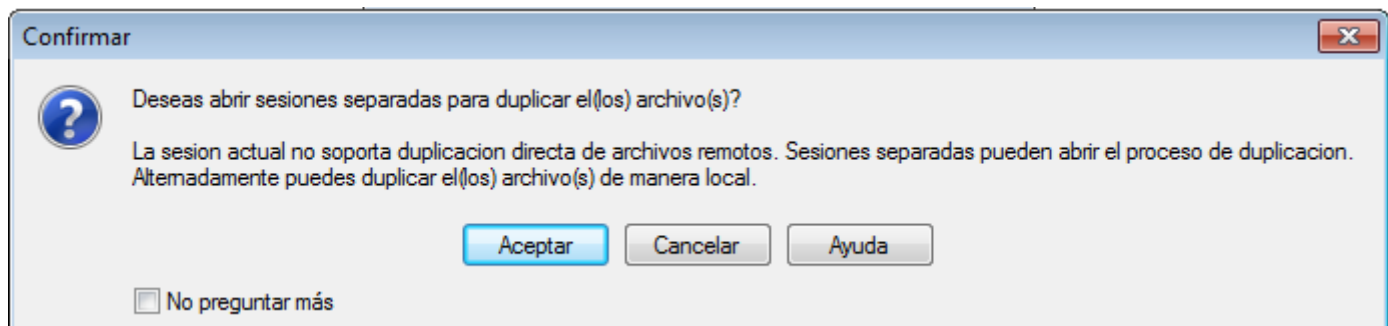 Confirmar
Deseas abrir sesiones separadas para duplicar el(los) archivo(s)?
La sesion actual no soporta duplicacion directa de archivos remotos. Sesiones separadas pueden abrir el proceso de duplicacion.
Alternadamente puedes duplicar el(los) archivo(s) de manera local.
Aceptar Cancelar Ayuda
No preguntar más